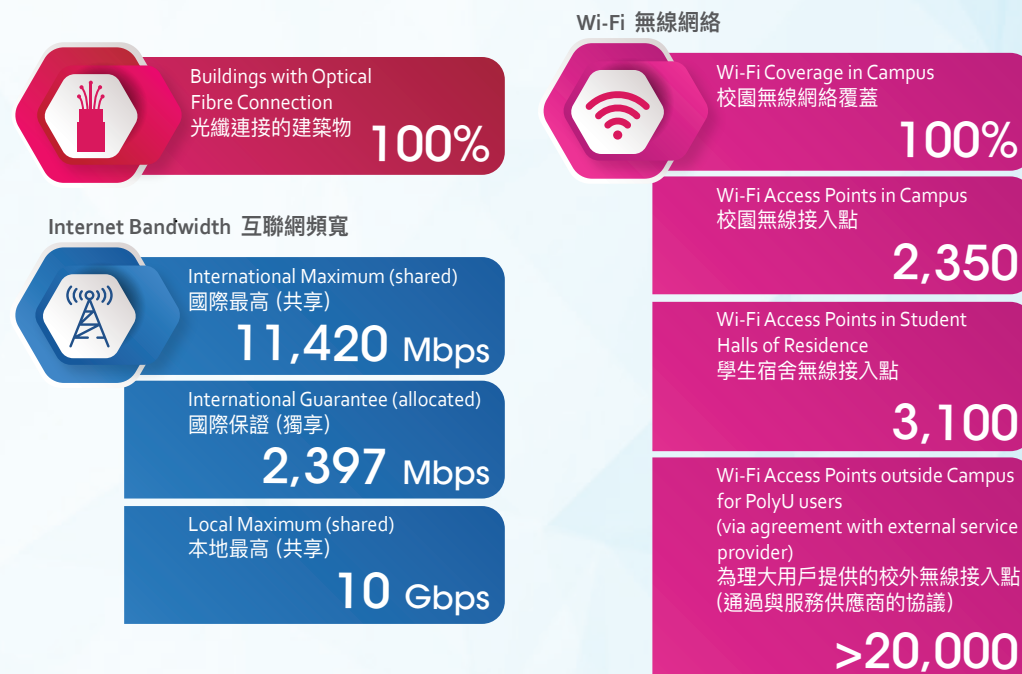 Buildings with Optical
Fibre Connection
光纖連接的建築物
100%
Internet Bandwidth 互聯網頻寬
International Maximum (shared)
國際最高 (共享)
11,420 Mbps
International Guarantee (allocated)
國際保證 (獨享)
2,397 Mbps
Local Maximum (shared)
本地最高 (共享)
10 Gbps
Wi-Fi 無線網絡
Wi-Fi Coverage in Campus
校園無線網絡覆蓋
100%
Wi-Fi Access Points in Campus
校園無線接入點
2,350
Wi-Fi Access Points in Student
Halls of Residence
學生宿舍無線接入點
3,100
Wi-Fi Access Points outside Campus
for PolyU users
(via agreement with external service
provider)
為理大用戶提供的校外無線接入點
(通過與服務供應商的協議)
>20,000